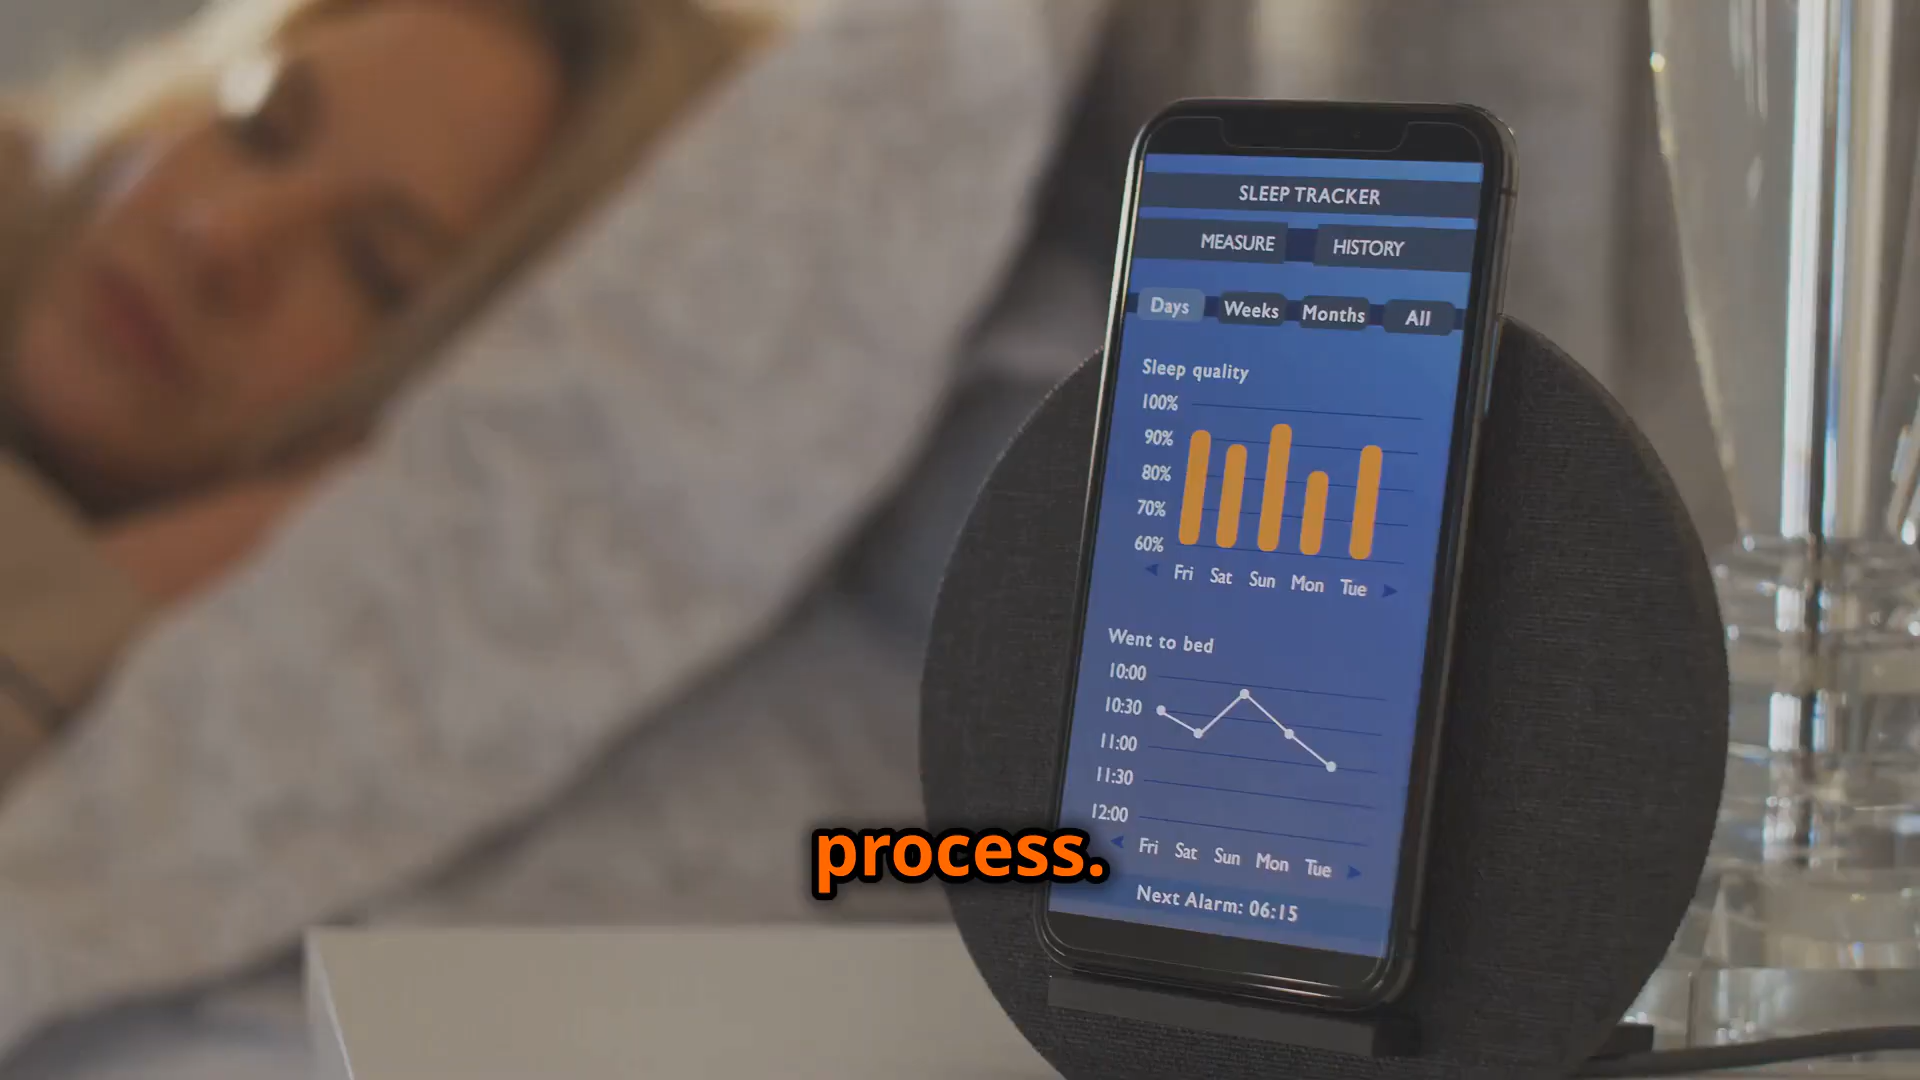 SLEEP TRACKER
MEASURE HISTORY
Days Weeks Months All
Sleep quality
100%
90%
80%
70%
60%
Fri Sat Sun Mon Tue
Went to bed
10:00
10:30
11:00
11:30
12:00
Fri Sat Sun Mon Tue
Next Alarm: 06:15
process.